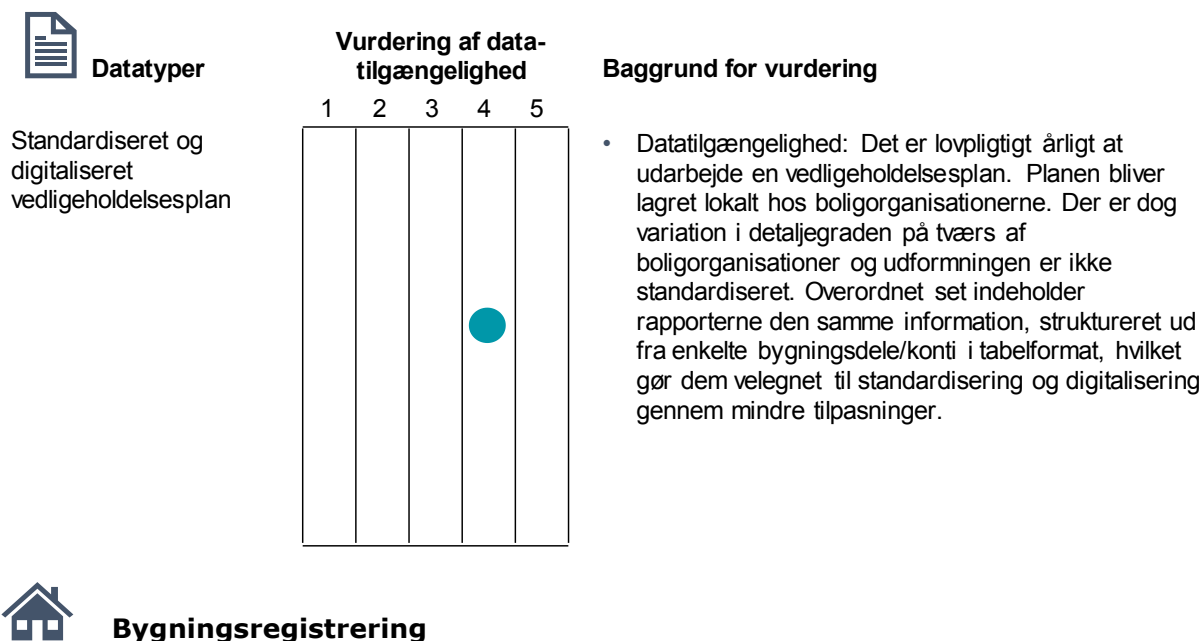 Datatyper
Vurdering af data-
tilgængelighed
Baggrund for vurdering
1 2 3 4 5
Standardiseret og
digitaliseret
vedligeholdelsesplan
• Datatilgængelighed: Det er lovpligtigt årligt at
udarbejde en vedligeholdelsesplan. Planen bliver
lagret lokalt hos boligorganisationerne. Der er dog
variation i detaljegraden på tværs af
boligorganisationer og udformningen er ikke
standardiseret. Overordnet set indeholder
rapporterne den samme information, struktureret ud
fra enkelte bygningsdele/konti i tabelformat, hvilket
gør dem velegnet til standardisering og digitalisering
gennem mindre tilpasninger.
Bygningsregistrering